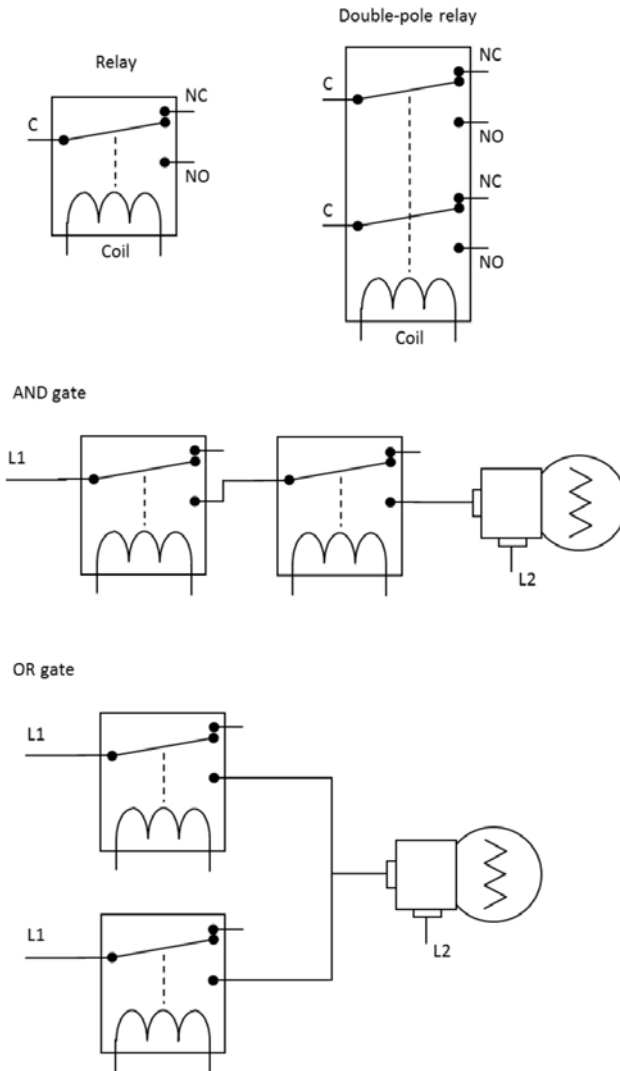 Double-pole relay
Relay
NC
C
NO
Coil
NC
C
NO
NC
C
NO
Coil
AND gate
L1
L2
OR gate
L1
L2
L1